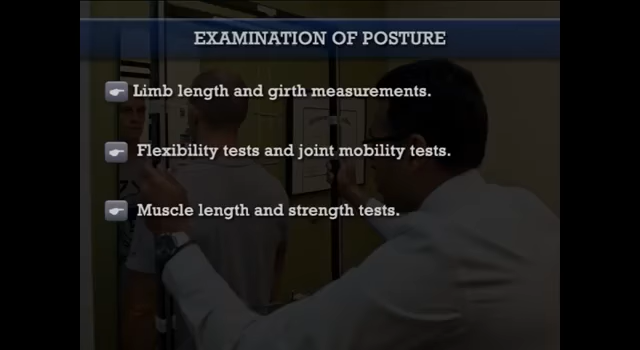 EXAMINATION OF POSTURE
Limb length and girth measurements.
Flexibility tests and joint mobility tests.
Muscle length and strength tests.